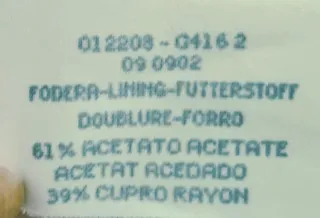 012208-G416 2
09 0902
FODERA-LINING-FUTTERSTOFF
DOUBLURE-FORRO
61% ACETATO ACETATE
ACETAT ACEDADO
39% CUPRO RAYON